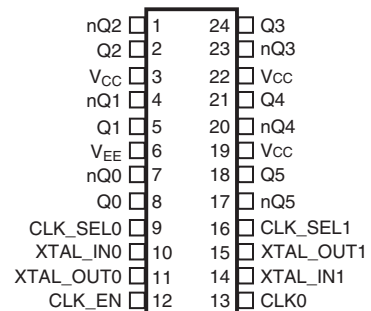 nQ2 1 24 Q3
Q2 2 23 nQ3
VCC 3 22 VCC
nQ1 4 21 Q4
Q1 5 20 nQ4
VEE 6 19 VCC
nQ0 7 18 Q5
Q0 8 17 nQ5
CLK_SEL0 9 16 CLK_SEL1
XTAL_IN0 10 15 XTAL_OUT1
XTAL_OUT0 11 14 XTAL_IN1
CLK_EN 12 13 CLK0